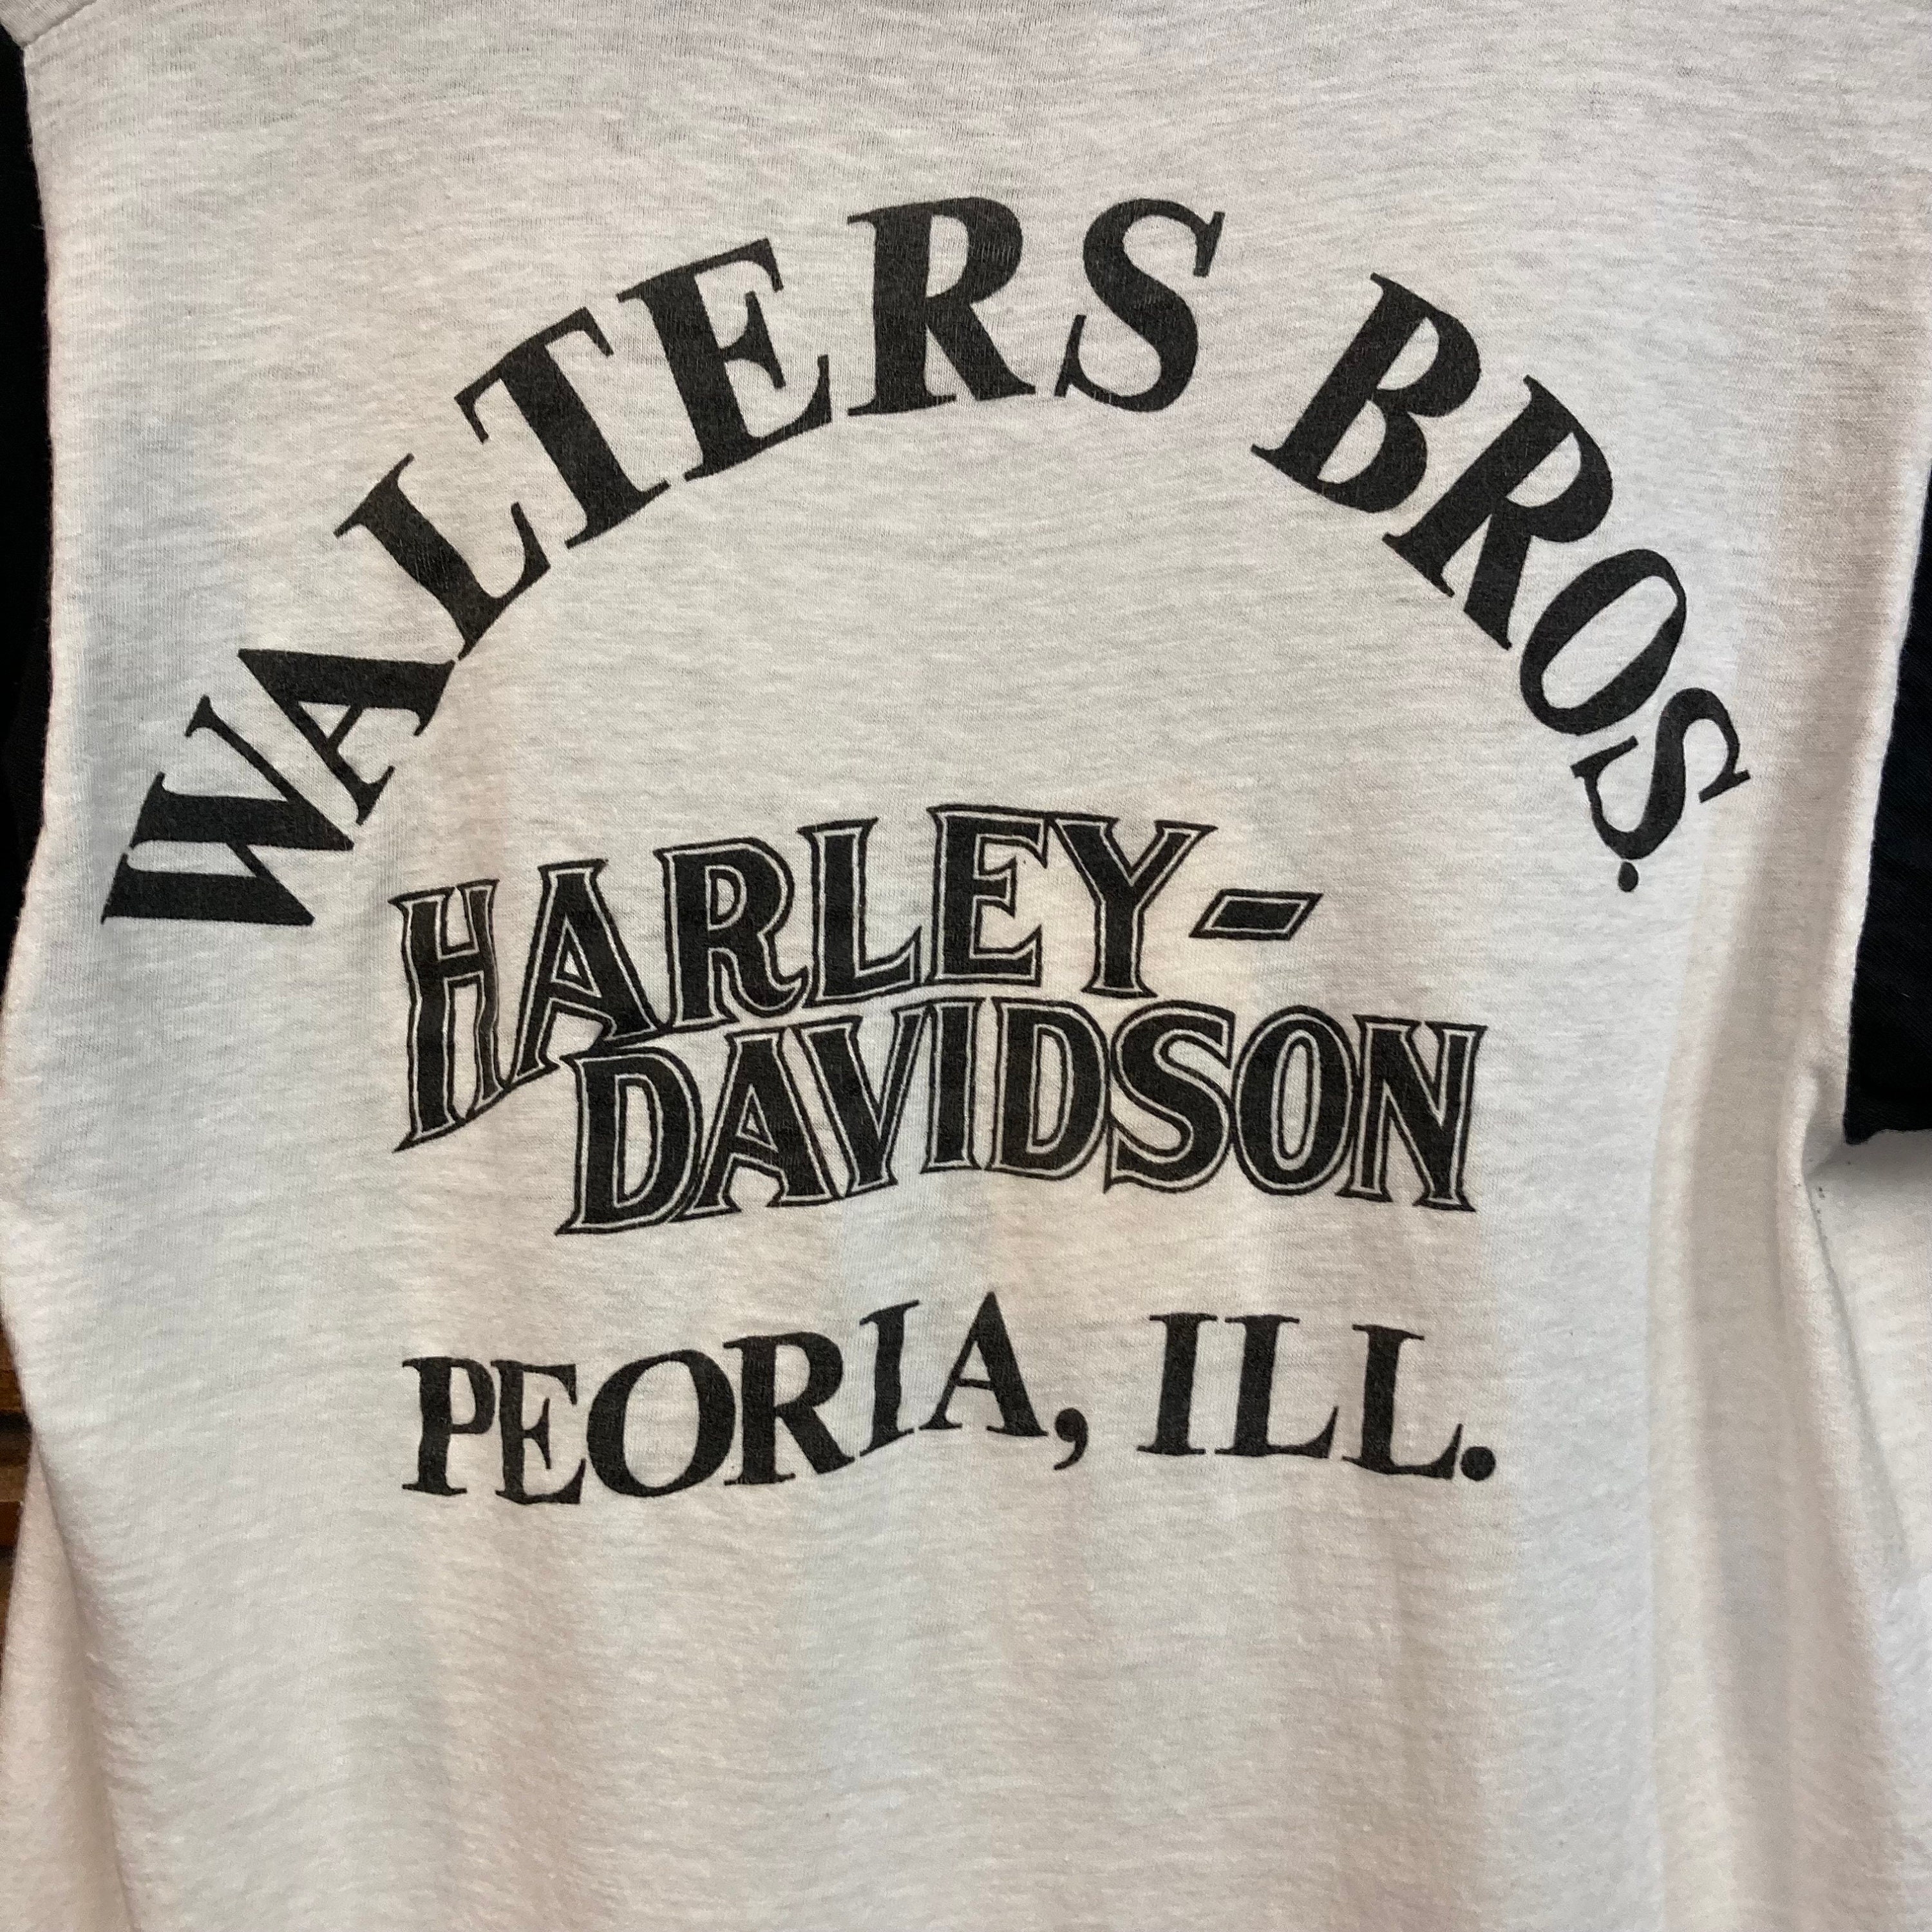 WALTERS BROS.
HARLEY-
DAVIDSON
PEORIA, ILL.